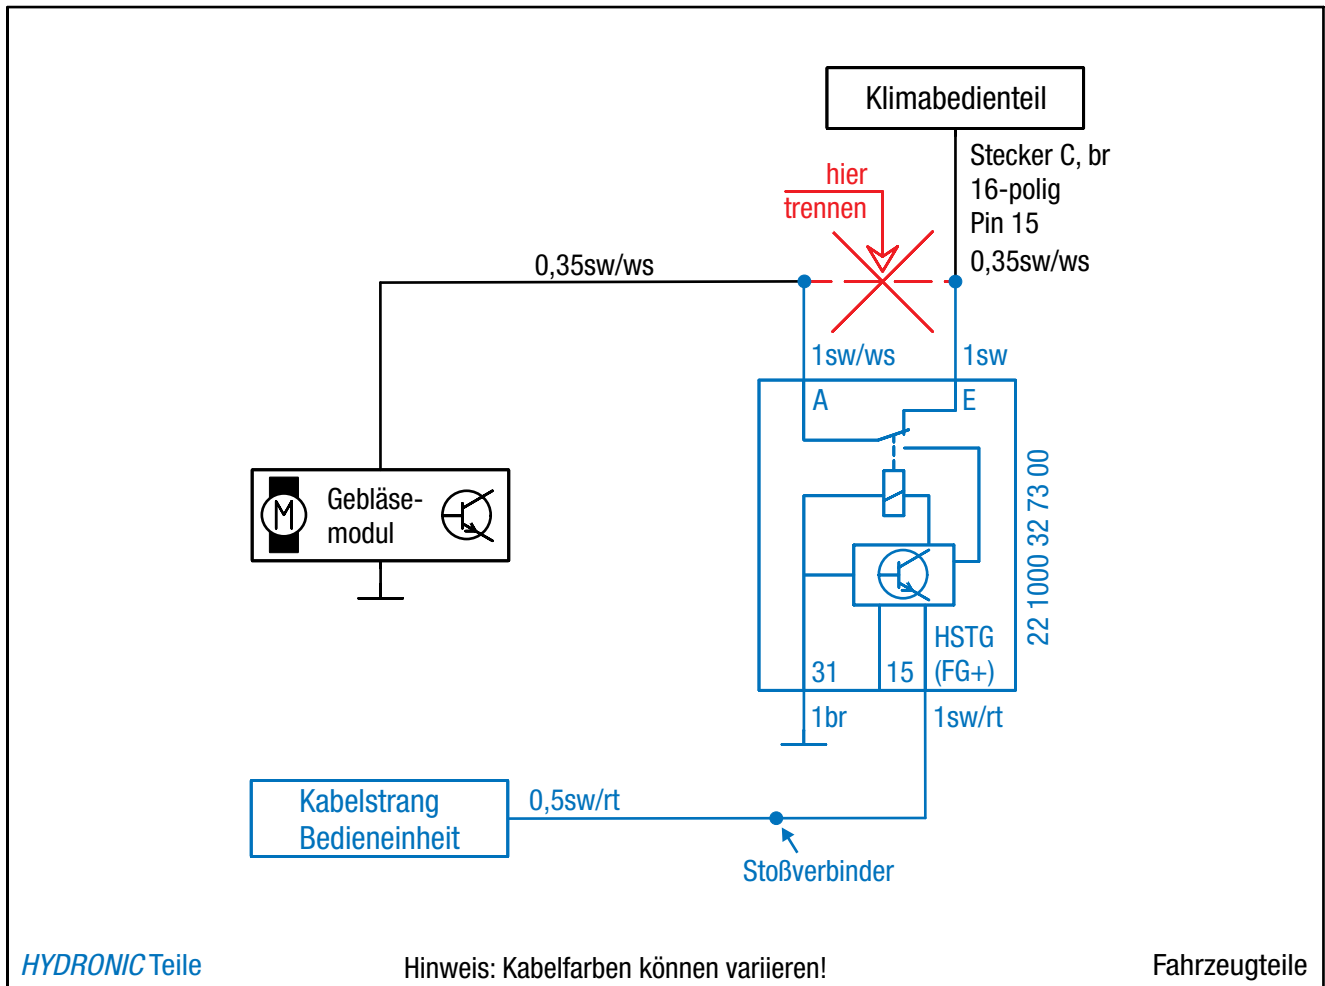 Klimabedienteil
Stecker C, br
16-polig
Pin 15
0,35sw/ws
hier
trennen
0,35sw/ws
1sw/ws
1sw
A
E
Gebläse-
modul
M
22 1000 32 73 00
HSTG
(FG+)
31
15
1br
1sw/rt
Kabelstrang
Bedieneinheit
0,5sw/rt
Stoßverbinder
HYDRONIC Teile
Hinweis: Kabelfarben können variieren!
Fahrzeugteile